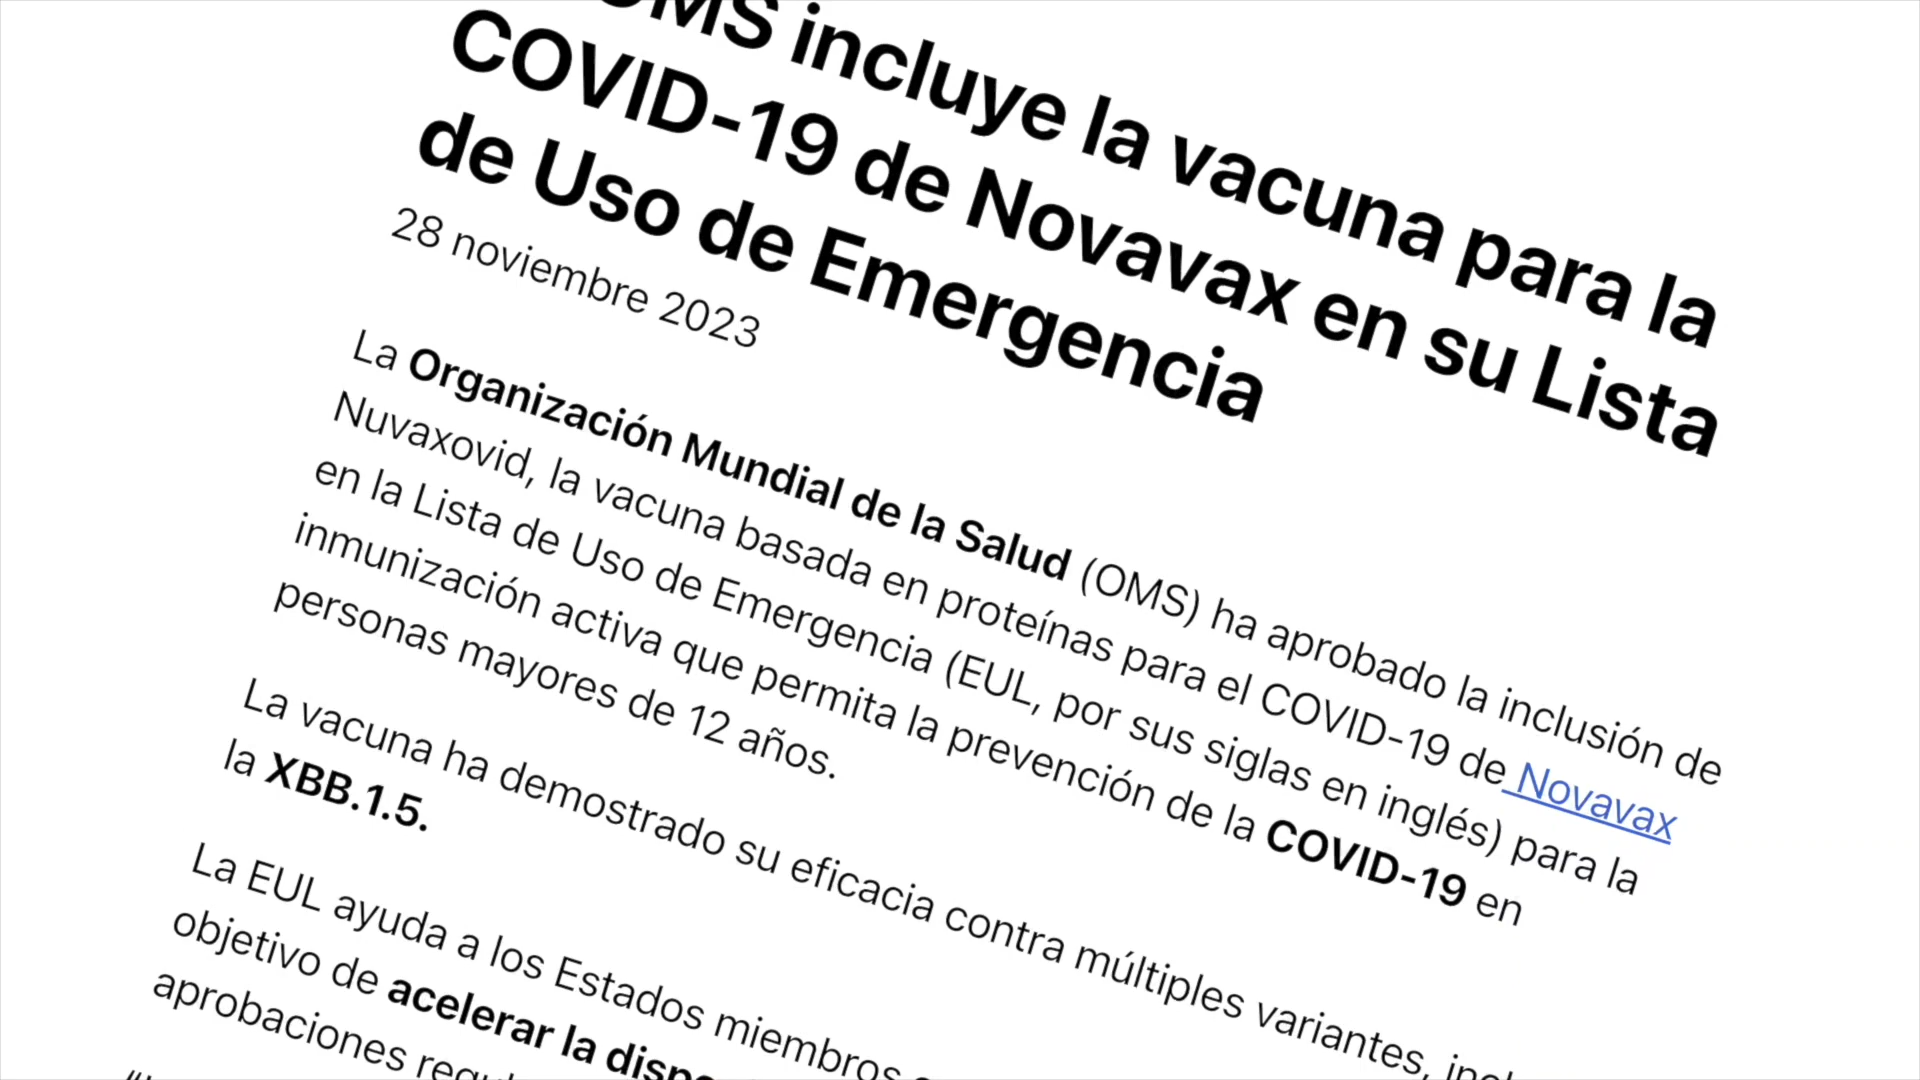 OMS incluye la vacuna para la
COVID-19 de Novavax en su Lista
de Uso de Emergencia
28 noviembre 2023
La Organización Mundial de la Salud (OMS) ha aprobado la inclusión de
Nuvaxovid, la vacuna basada en proteínas para el COVID-19 de Novavax
en la Lista de Uso de Emergencia (EUL, por sus siglas en inglés) para la
inmunización activa que permita la prevención de la COVID-19 en
personas mayores de 12 años.
La vacuna ha demostrado su eficacia contra múltiples variantes,
la XBB.1.5.
La EUL ayuda a los Estados miembros
objetivo de acelerar la
aprobaciones